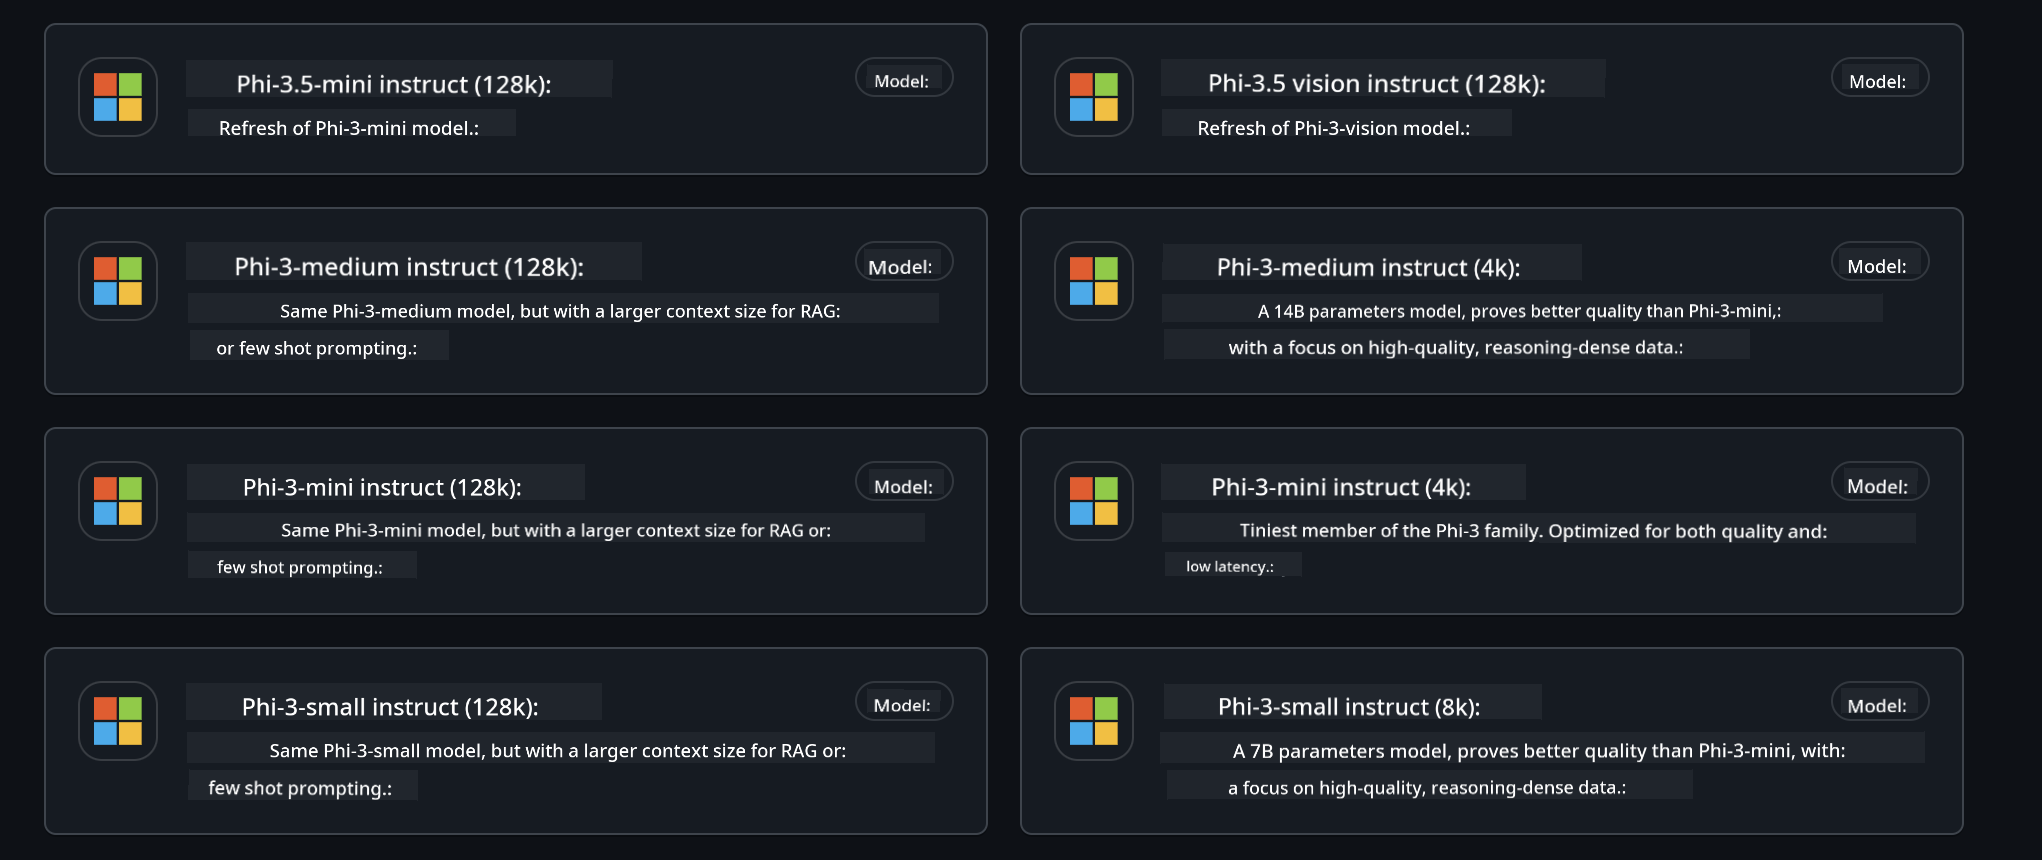 Phi-3.5-mini instruct (128k):
Model:
Refresh of Phi-3-mini model.:
Phi-3.5 vision instruct (128k):
Model:
Refresh of Phi-3-vision model.:
Phi-3-medium instruct (128k):
Model:
Same Phi-3-medium model, but with a larger context size for RAG:
or few shot prompting.:
Phi-3-medium instruct (4k):
Model:
A 14B parameters model, proves better quality than Phi-3-mini,:
with a focus on high-quality, reasoning-dense data.:
Phi-3-mini instruct (128k):
Model:
Same Phi-3-mini model, but with a larger context size for RAG or:
few shot prompting.:
Phi-3-mini instruct (4k):
Model:
Tiniest member of the Phi-3 family. Optimized for both quality and:
low latency.:
Phi-3-small instruct (128k):
Model:
Same Phi-3-small model, but with a larger context size for RAG or:
few shot prompting.:
Phi-3-small instruct (8k):
Model:
A 7B parameters model, proves better quality than Phi-3-mini, with:
a focus on high-quality, reasoning-dense data.: